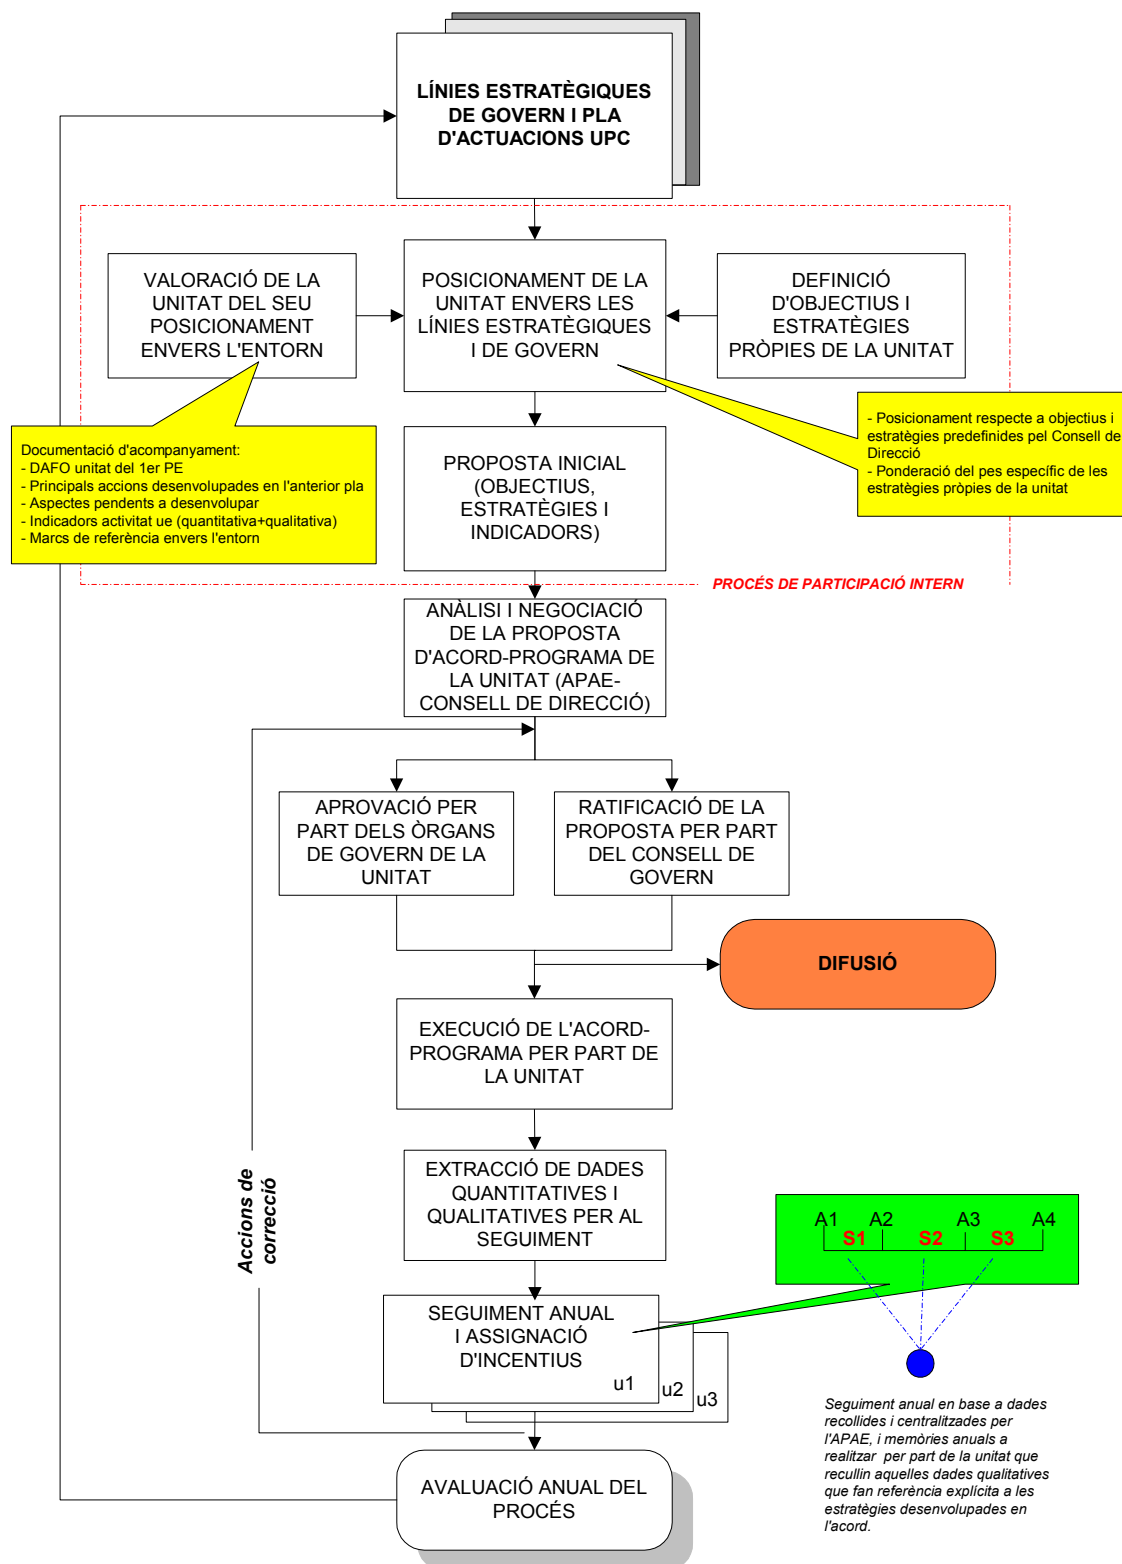 LÍNIES ESTRATÈGIQUES
DE GOVERN I PLA
D'ACTUACIONS UPC
VALORACIÓ DE LA
UNITAT DEL SEU
POSICIONAMENT
ENVERS L'ENTORN
POSICIONAMENT DE LA
UNITAT ENVERS LES
LÍNIES ESTRATÈGIQUES
I DE GOVERN
DEFINICIÓ
D'OBJECTIUS I
ESTRATÈGIES
PRÒPIES DE LA UNITAT
Documentació d'acompanyament:
- DAFO unitat del 1er PE
- Principals accions desenvolupades en l'anterior pla
- Aspectes pendents a desenvolupar
- Indicadors activitat ue (quantitativa+qualitativa)
- Marcs de referència envers l'entorn
- Posicionament respecte a objectius i
estratègies predefinides pel Consell de
Direcció
- Ponderació del pes específic de les
estratègies pròpies de la unitat
PROPOSTA INICIAL
(OBJECTIUS,
ESTRATÈGIES I
INDICADORS)
PROCÉS DE PARTICIPACIÓ INTERN
ANÀLISI I NEGOCIACIÓ
DE LA PROPOSTA
D'ACORD-PROGRAMA DE
LA UNITAT (APAE-
CONSELL DE DIRECCIÓ)
APROVACIÓ PER
PART DELS ÒRGANS
DE GOVERN DE LA
UNITAT
RATIFICACIÓ DE LA
PROPOSTA PER PART
DEL CONSELL DE
GOVERN
DIFUSIÓ
EXECUCIÓ DE L'ACORD-
PROGRAMA PER PART DE
LA UNITAT
Accions de
correcció
EXTRACCIÓ DE DADES
QUANTITATIVES I
QUALITATIVES PER AL
SEGUIMENT
A1 A2 A3 A4
S1 S2 S3
SEGUIMENT ANUAL
I ASSIGNACIÓ
D'INCENTIUS
u1
u2
u3
Seguiment anual en base a dades
recollides i centralitzades per
l'APAE, i memòries anuals a
realitzar per part de la unitat que
recullin aquelles dades qualitatives
que fan referència explícita a les
estratègies desenvolupades en
l'acord.
AVALUACIÓ ANUAL DEL
PROCÉS